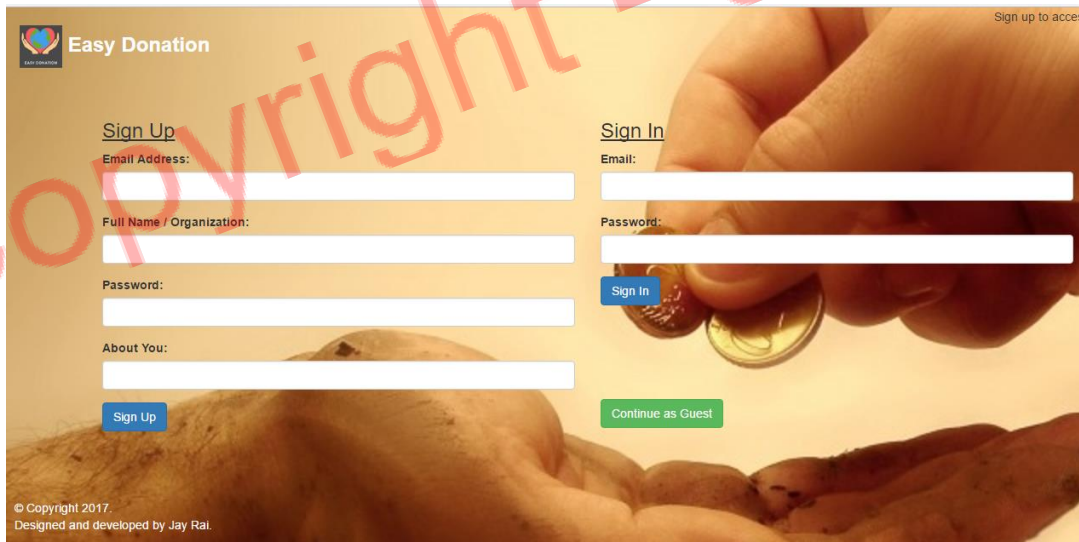 Sign up to acce
Easy Donation
EASY DONATION
Sign Up
Email Address:
Full Name / Organization:
Password:
About You:
Sign Up
Sign In
Email:
Password:
Sign In
Continue as Guest
© Copyright 2017.
Designed and developed by Jay Rai.
opyright